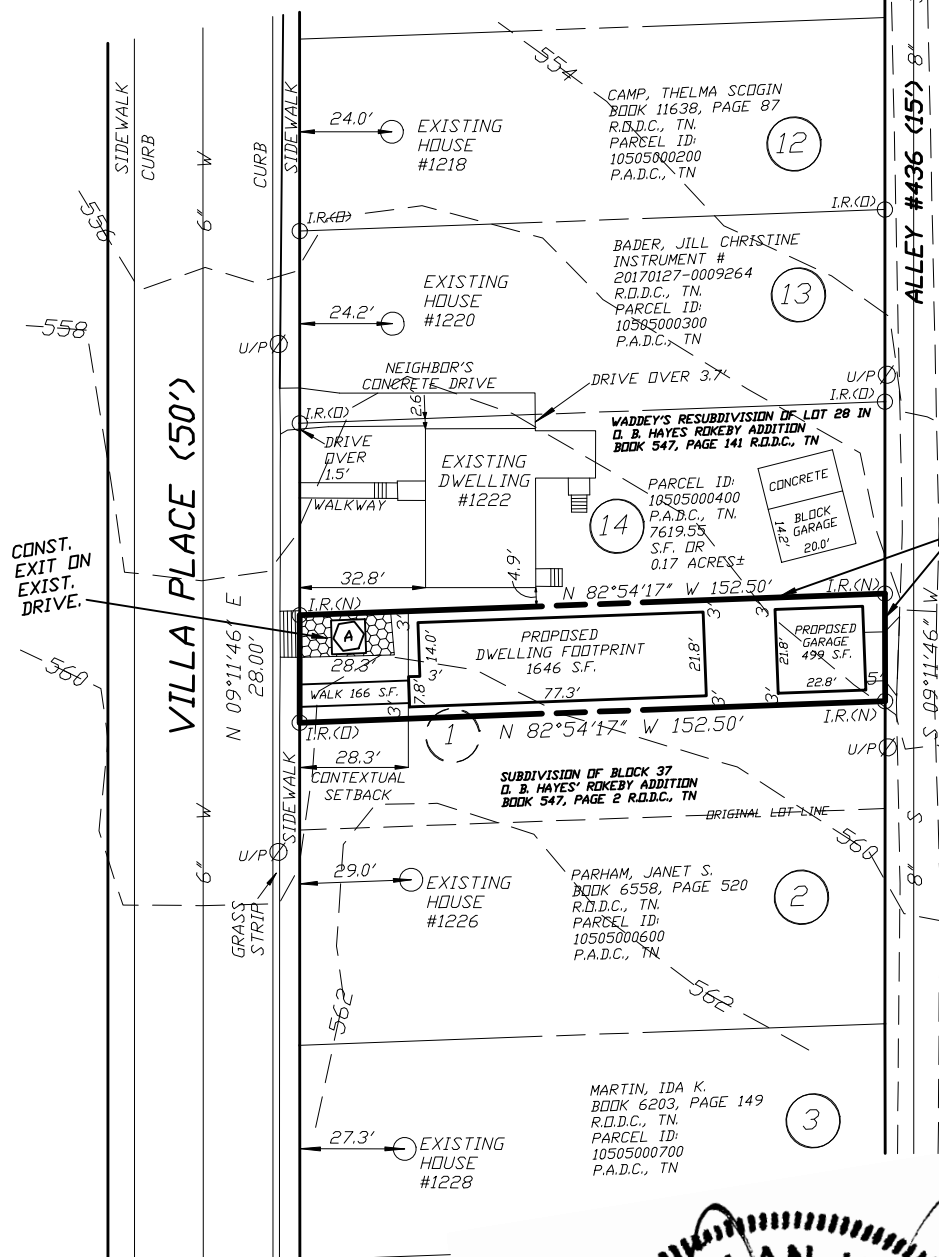 554
CAMP, THELMA SCOGIN
BOOK 11638, PAGE 87
R.O.D.C., TN.
PARCEL ID:
10505000200
P.A.D.C., TN
12
ALLEY #436 (15')
8"
SIDEWALK
CURB
6" W
CURB
SIDEWALK
24.0'
EXISTING
HOUSE
#1218
556
I.R.(O)
I.R.(O)
BADER, JILL CHRISTINE
INSTRUMENT #
20170127-0009264
R.O.D.C., TN.
PARCEL ID:
10505000300
P.A.D.C., TN
13
558
24.2'
EXISTING
HOUSE
#1220
U/P
NEIGHBOR'S
CONCRETE DRIVE
DRIVE OVER 3.7'
U/P
I.R.(O)
2.6'
I.R.(O)
WADDEY'S RESUBDIVISION OF LOT 28 IN
O. B. HAYES ROKEBY ADDITION
BOOK 547, PAGE 141 R.O.D.C., TN
DRIVE
OVER
1.5'
WALKWAY
EXISTING
DWELLING
#1222
14
PARCEL ID:
10505000400
P.A.D.C., TN.
7619.55
S.F. OR
0.17 ACRES±
CONCRETE
BLOCK
GARAGE
14.2'
20.0'
VILLA PLACE (50')
CONST.
EXIT ON
EXIST.
DRIVE.
32.8'
4.9'
N 82°54'17" W 152.50'
I.R.(N)
I.R.(N)
N 09°11'46" E
28.00'
A
3'
14.0'
PROPOSED
DWELLING FOOTPRINT
1646 S.F.
21.8'
3'
3'
21.8'
PROPOSED
GARAGE
499 S.F.
22.8'
5'
S 09°11'46" W
28.3'
3'
7.8'
77.3'
WALK 166 S.F.
3'
3'
3'
I.R.(N)
I.R.(O)
1
N 82°54'17" W 152.50'
U/P
560
28.3'
CONTEXTUAL
SETBACK
SUBDIVISION OF BLOCK 37
O. B. HAYES' ROKEBY ADDITION
BOOK 547, PAGE 2 R.O.D.C., TN
ORIGINAL LOT LINE
560
SIDEWALK
U/P
6" W
GRASS
STRIP
29.0'
EXISTING
HOUSE
#1226
PARHAM, JANET S.
BOOK 6558, PAGE 520
R.O.D.C., TN.
PARCEL ID:
10505000600
P.A.D.C., TN
2
8" S
562
562
27.3'
EXISTING
HOUSE
#1228
MARTIN, IDA K.
BOOK 6203, PAGE 149
R.O.D.C., TN.
PARCEL ID:
10505000700
P.A.D.C., TN
3